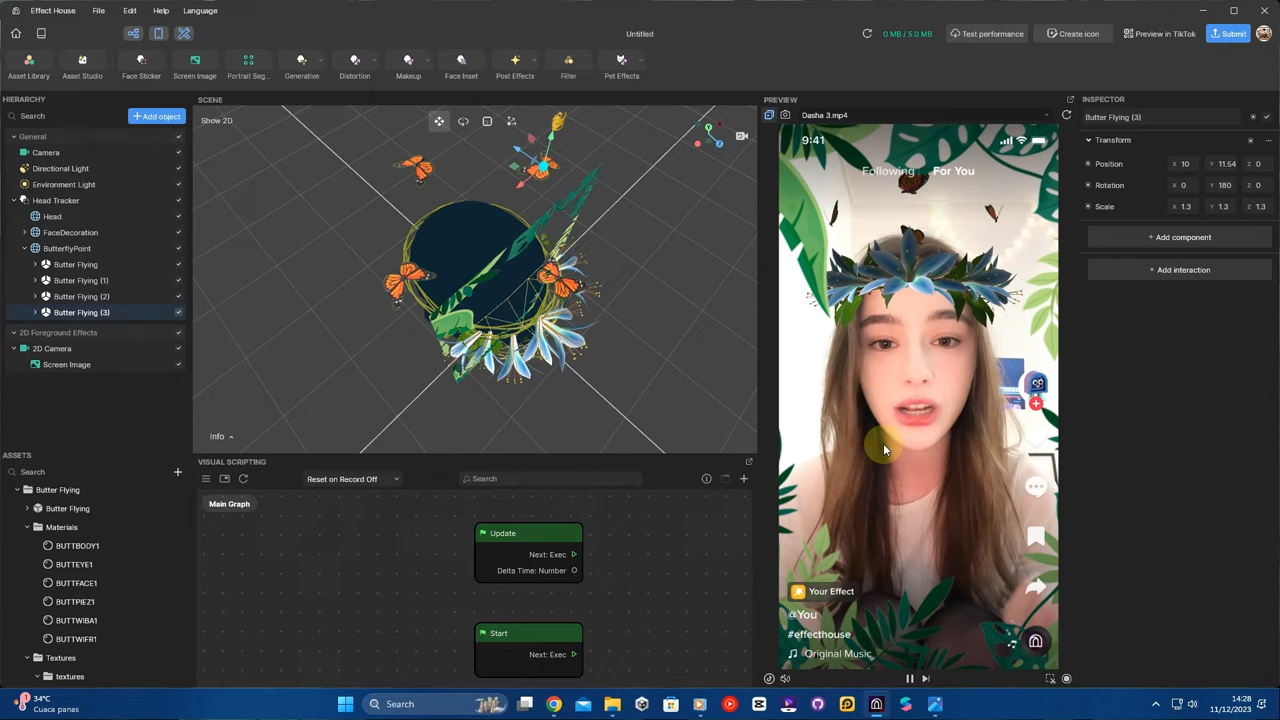 Effect House File Edit Help Language
Untitled
0 MB / 5.0 MB Test performance Create icon Preview in TikTok Submit
Asset Library Asset Studio Face Sticker Screen Image Portrait Seg... Generative Distortion Makeup Face Inset Post Effects Filter Pet Effects
HIERARCHY
Search
+ Add object
General
Camera
Directional Light
Environment Light
Head Tracker
Head
FaceDecoration
ButterflyPoint
Butter Flying
Butter Flying (1)
Butter Flying (2)
Butter Flying (3)
2D Foreground Effects
2D Camera
Screen Image
ASSETS
Search
Butter Flying
Butter Flying
Materials
BUTTBODY1
BUTTEYE1
BUTTFACE1
BUTTPIEZ1
BUTTWIBA1
BUTTWIFR1
Textures
textures
SCENE
Show 2D
Y
Z
Info
VISUAL SCRIPTING
Reset on Record Off
Search
Main Graph
Update
Next: Exec
Delta Time: Number
Start
Next: Exec
PREVIEW
Dasha 3.mp4
9:41
Following For You
Your Effect
@You
#effecthouse
Original Music
INSPECTOR
Butter Flying (3)
Transform
Position X 10 Y 11.54 Z 0
Rotation X 0 Y 180 Z 0
Scale X 1.3 Y 1.3 Z 1.3
+ Add component
+ Add interaction
34°C
Cuaca panas
Search
14:28
11/12/2023